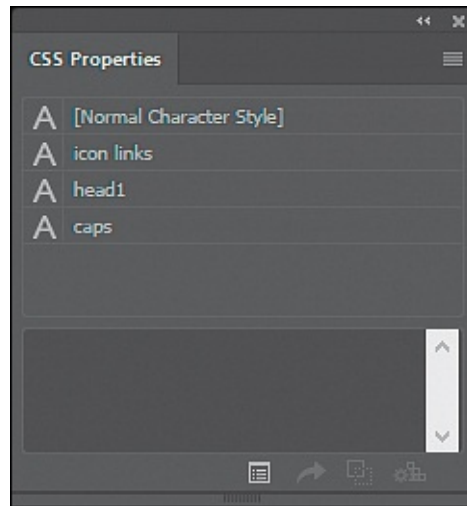 CSS Properties
A [Normal Character Style]
A icon links
A head1
A caps